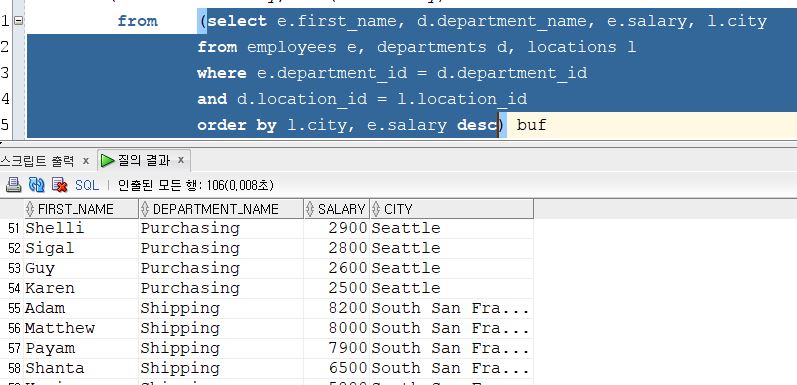 1 from (select e.first_name, d.department_name, e.salary, l.city
2 from employees e, departments d, locations l
3 where e.department_id = d.department_id
4 and d.location_id = l.location_id
5 order by l.city, e.salary desc) buf
스크립트 출력 x 질의 결과 x
SQL | 인출된 모든 행: 106(0,008초)
FIRST_NAME DEPARTMENT_NAME SALARY CITY
51 Shelli Purchasing 2900 Seattle
52 Sigal Purchasing 2800 Seattle
53 Guy Purchasing 2600 Seattle
54 Karen Purchasing 2500 Seattle
55 Adam Shipping 8200 South San Fra...
56 Matthew Shipping 8000 South San Fra...
57 Payam Shipping 7900 South San Fra...
58 Shanta Shipping 6500 South San Fra...